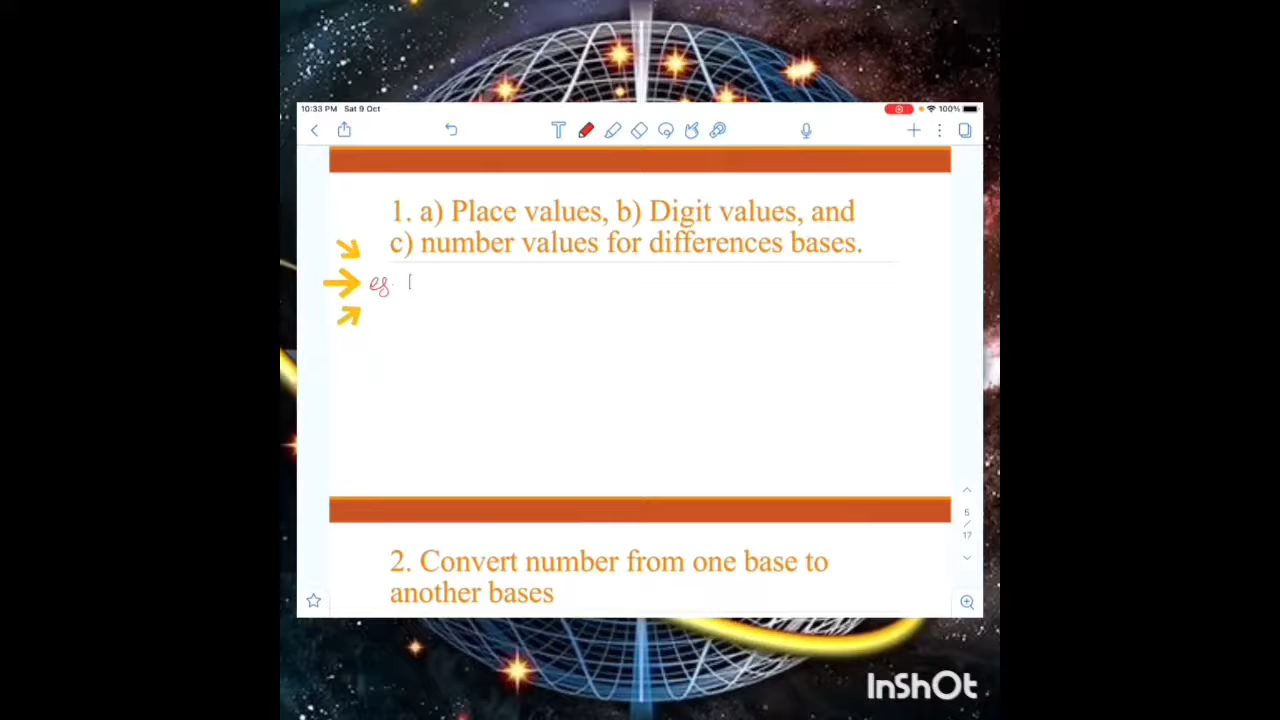 10:33 PM Sat 9 Oct
100%
1. a) Place values, b) Digit values, and
c) number values for differences bases.
eg. 1
5
/
17
2. Convert number from one base to
another bases
InShOt